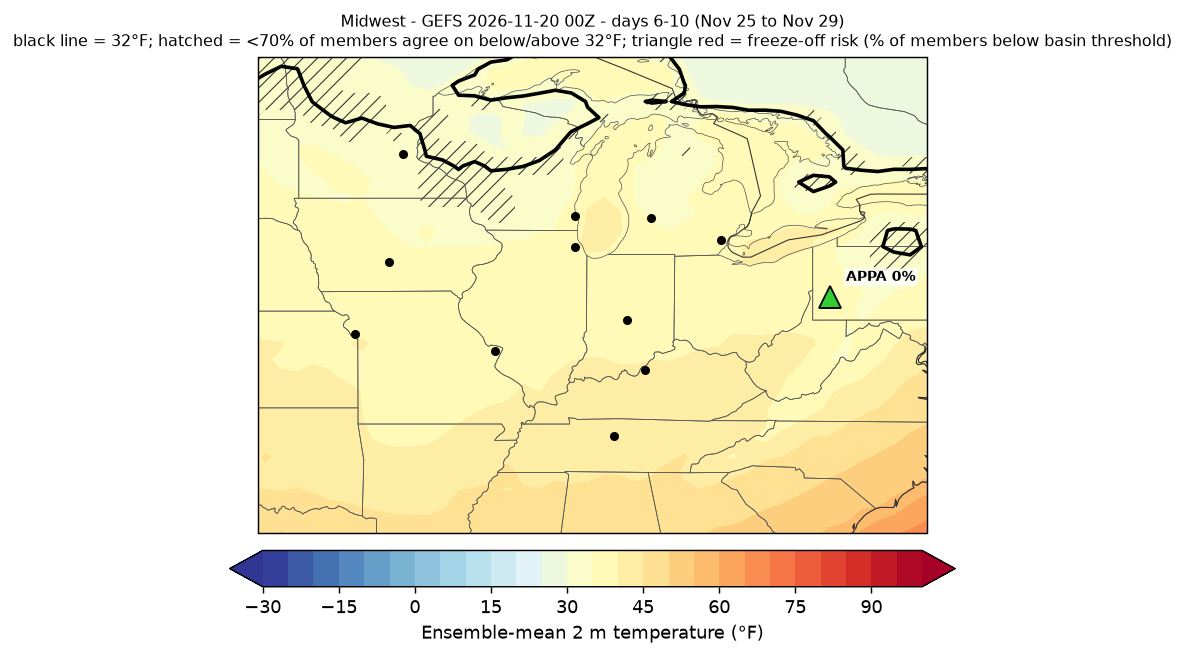 Midwest - GEFS 2026-11-20 00Z - days 6-10 (Nov 25 to Nov 29)
black line = 32°F; hatched = <70% of members agree on below/above 32°F; triangle red = freeze-off risk (% of members below basin threshold)
APPA 0%
−30 −15 0 15 30 45 60 75 90
Ensemble-mean 2 m temperature (°F)